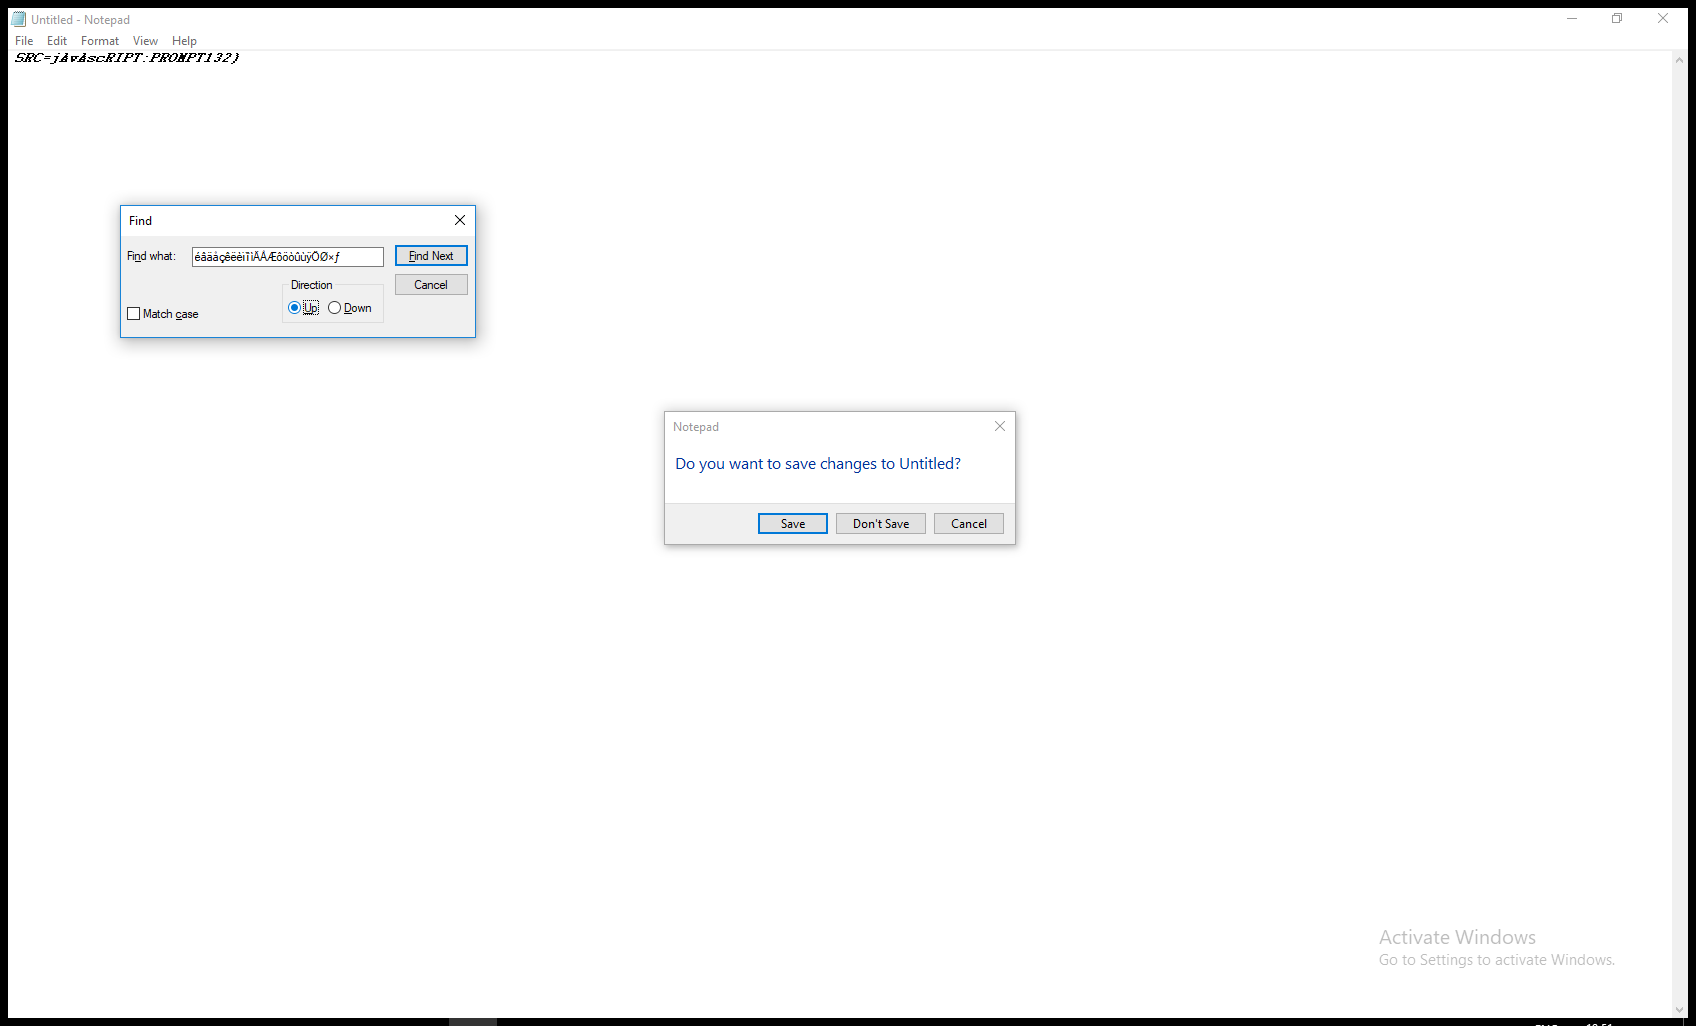 Untitled - Notepad
File Edit Format View Help
SRC=jAvAscRIPT:PROMPT132)
Find
Find what:
Find Next
Direction
Cancel
Up Down
Match case
Notepad
Do you want to save changes to Untitled?
Save Don't Save Cancel
Activate Windows
Go to Settings to activate Windows.